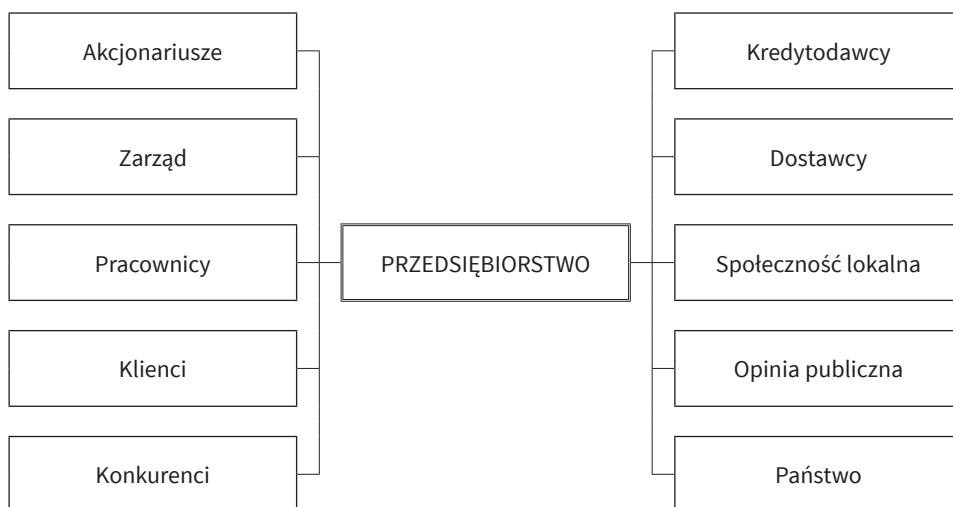 Akcjonariusze
Zarząd
Pracownicy
Klienci
Konkurenci
PRZEDSIĘBIORSTWO
Kredytodawcy
Dostawcy
Społeczność lokalna
Opinia publiczna
Państwo